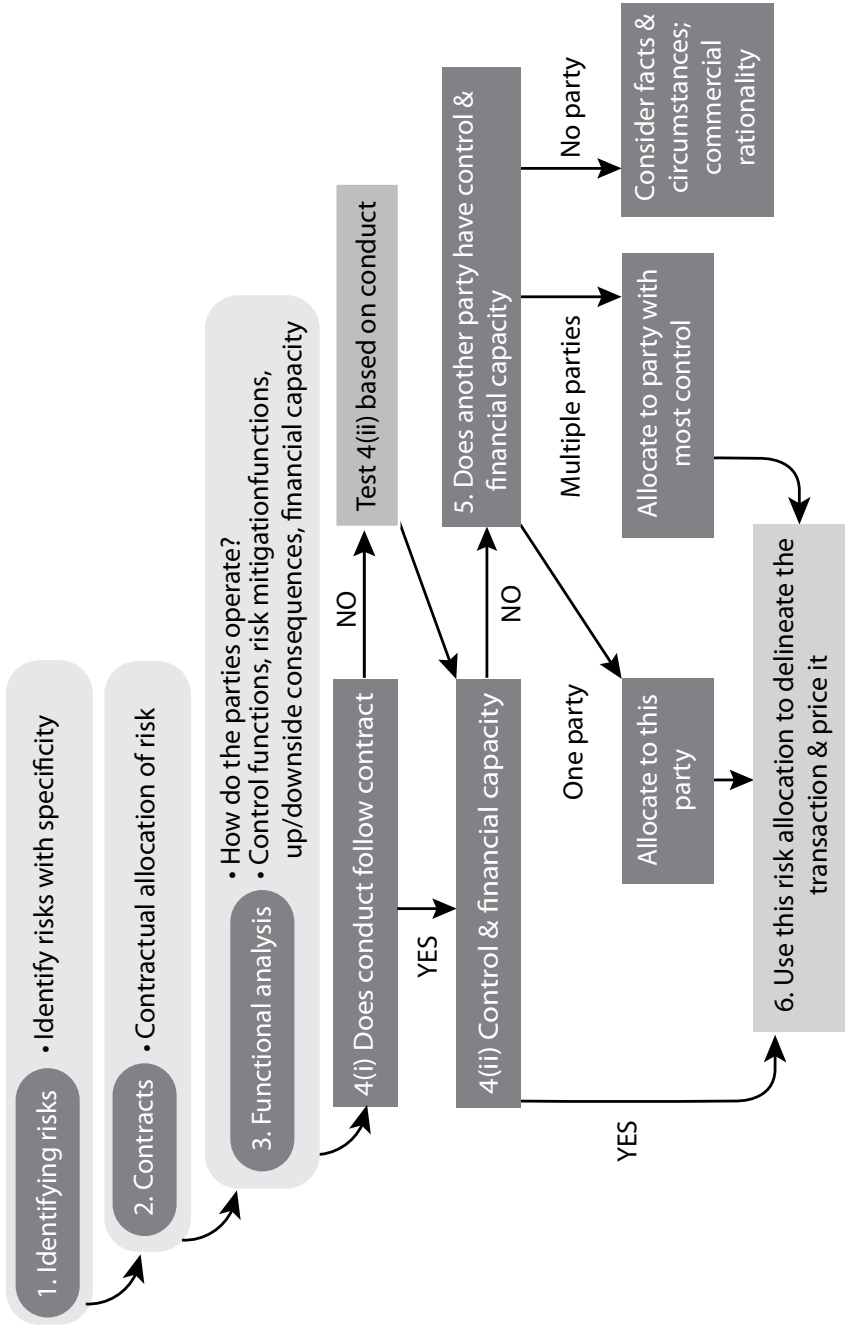 1. Identifying risks
• Identify risks with specificity
2. Contracts
• Contractual allocation of risk
3. Functional analysis
• How do the parties operate?
• Control functions, risk mitigationfunctions,
up/downside consequences, financial capacity
4(i) Does conduct follow contract
NO
Test 4(ii) based on conduct
YES
4(ii) Control & financial capacity
NO
5. Does another party have control &
financial capacity
YES
One party
Multiple parties
No party
Allocate to this
party
Allocate to party with
most control
Consider facts &
circumstances;
commercial
rationality
6. Use this risk allocation to delineate the
transaction & price it